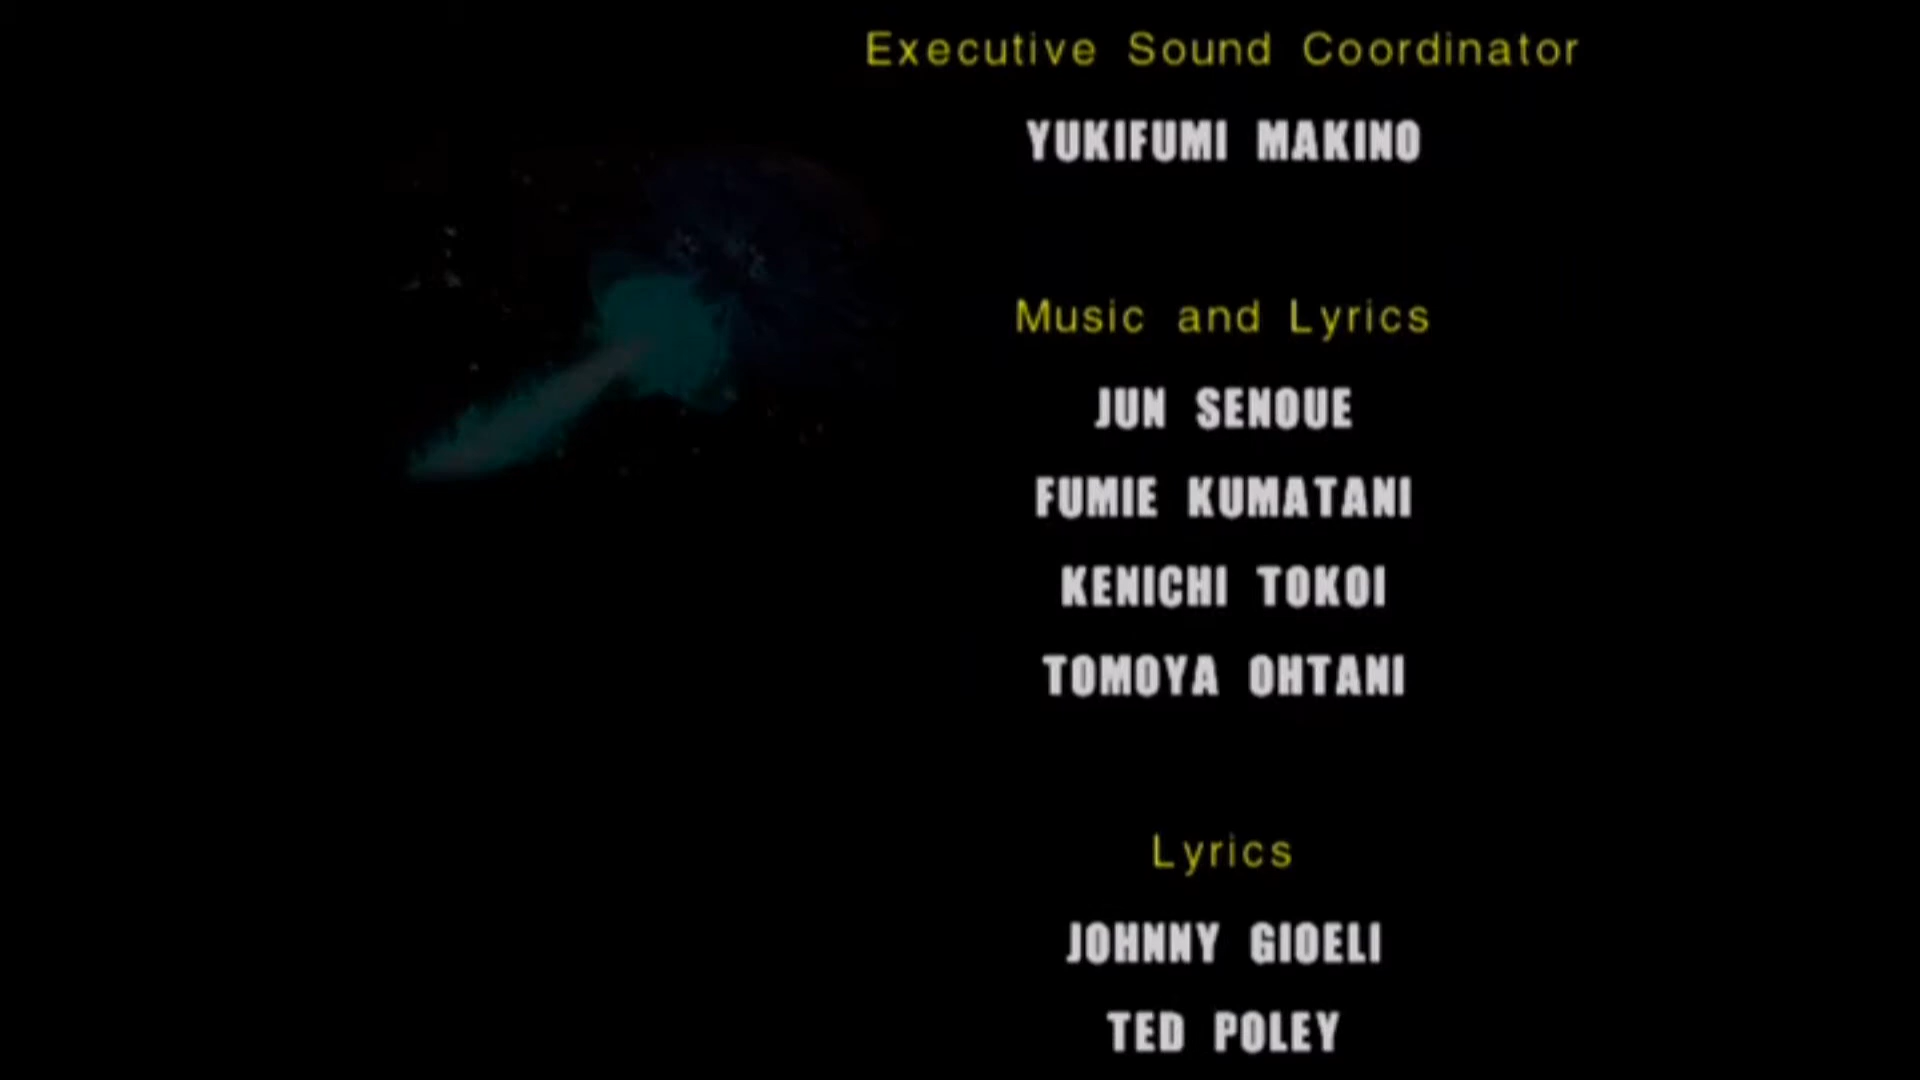 Executive Sound Coordinator
YUKIFUMI MAKINO
Music and Lyrics
JUN SENOUE
FUMIE KUMATANI
KENICHI TOKOI
TOMOYA OHTANI
Lyrics
JOHNNY GIOELI
TED POLEY